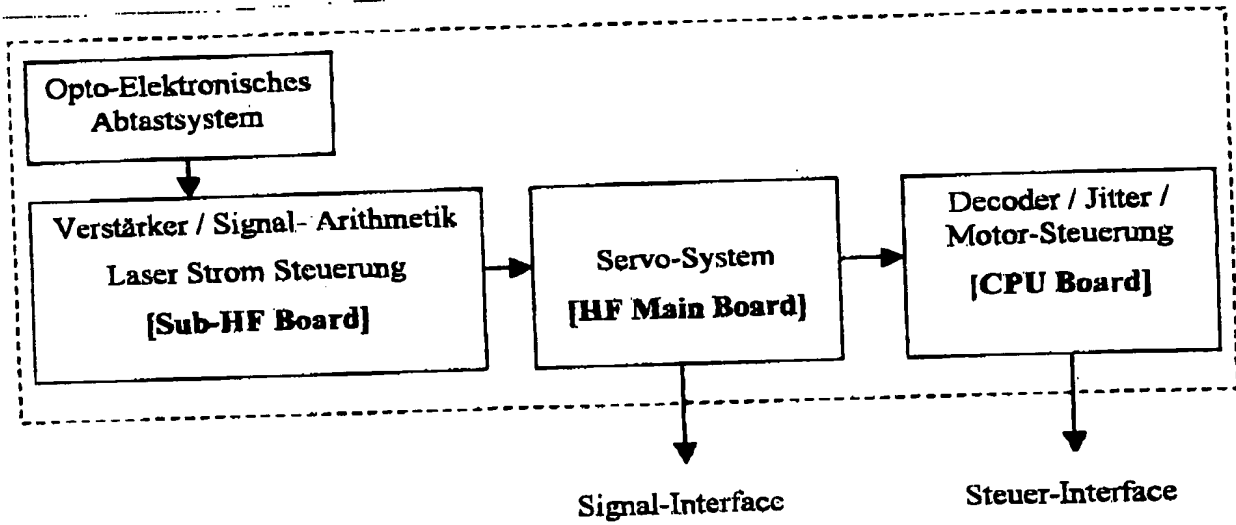 Opto-Elektronisches
Abtastsystem
Verstärker / Signal- Arithmetik
Laser Strom Steuerung
[Sub-HF Board]
Servo-System
[HF Main Board]
Decoder / Jitter /
Motor-Steuerung
[CPU Board]
Signal-Interface
Steuer-Interface